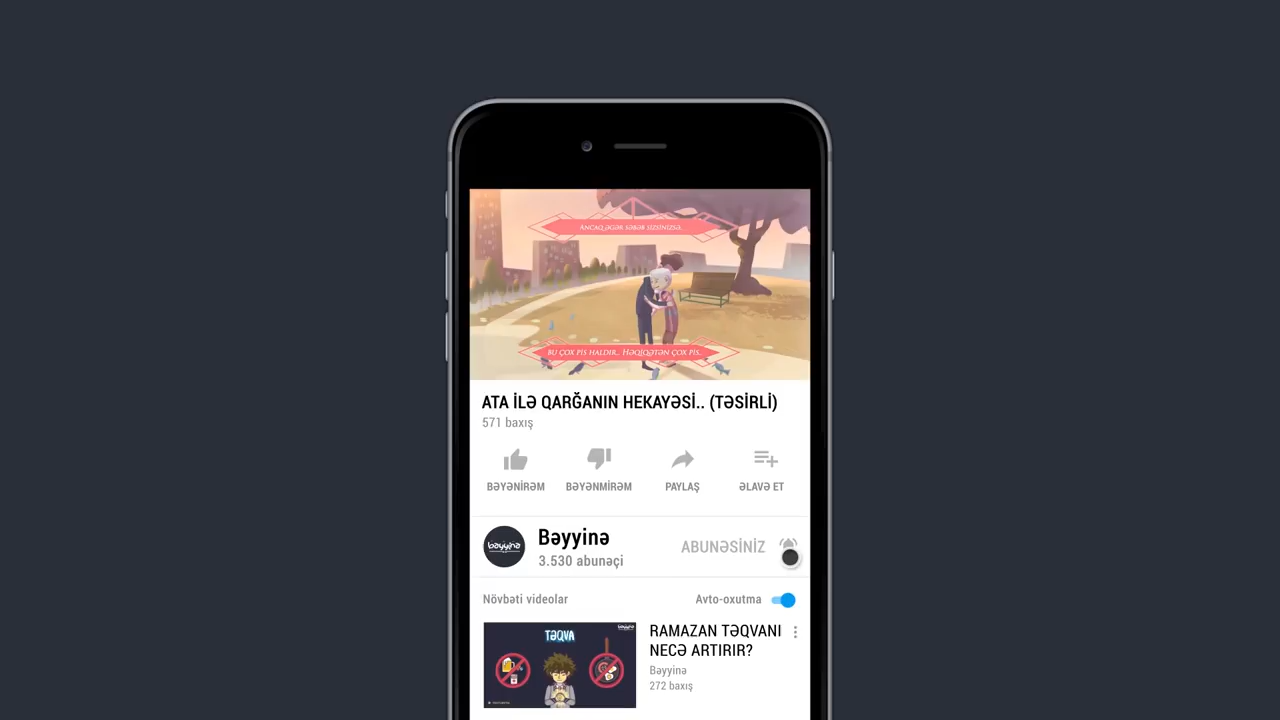 ANCAQ ƏGƏR SƏBƏB SİZSİNİZSƏ..
BU ÇOX PİS HALDIR.. HƏQİQƏTƏN ÇOX PİS..
ATA İLƏ QARĞANIN HEKAYƏSİ.. (TƏSİRLİ)
571 baxış
BƏYƏNİRƏM BƏYƏNMİRƏM PAYLAŞ ƏLAVƏ ET
bəyyinə
Bəyyinə
3.530 abunəçi
ABUNƏSİNİZ
Növbəti videolar
Avto-oxutma
bəyyinə
TƏQVA
RAMAZAN TƏQVANI
NECƏ ARTIRIR?
Bəyyinə
272 baxış